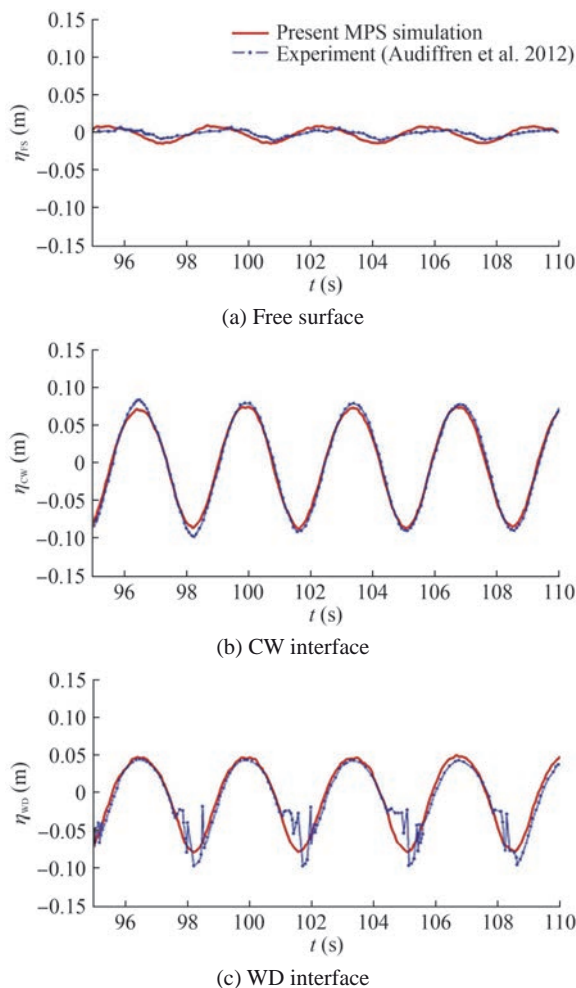 0.15
0.10
0.05
0
−0.05
−0.10
−0.15
η_FS (m)
Present MPS simulation
Experiment (Audiffren et al. 2012)
96 98 100 102 104 106 108 110
t (s)
(a) Free surface
0.15
0.10
0.05
0
−0.05
−0.10
−0.15
η_CW (m)
96 98 100 102 104 106 108 110
t (s)
(b) CW interface
0.15
0.10
0.05
0
−0.05
−0.10
−0.15
η_WD (m)
96 98 100 102 104 106 108 110
t (s)
(c) WD interface